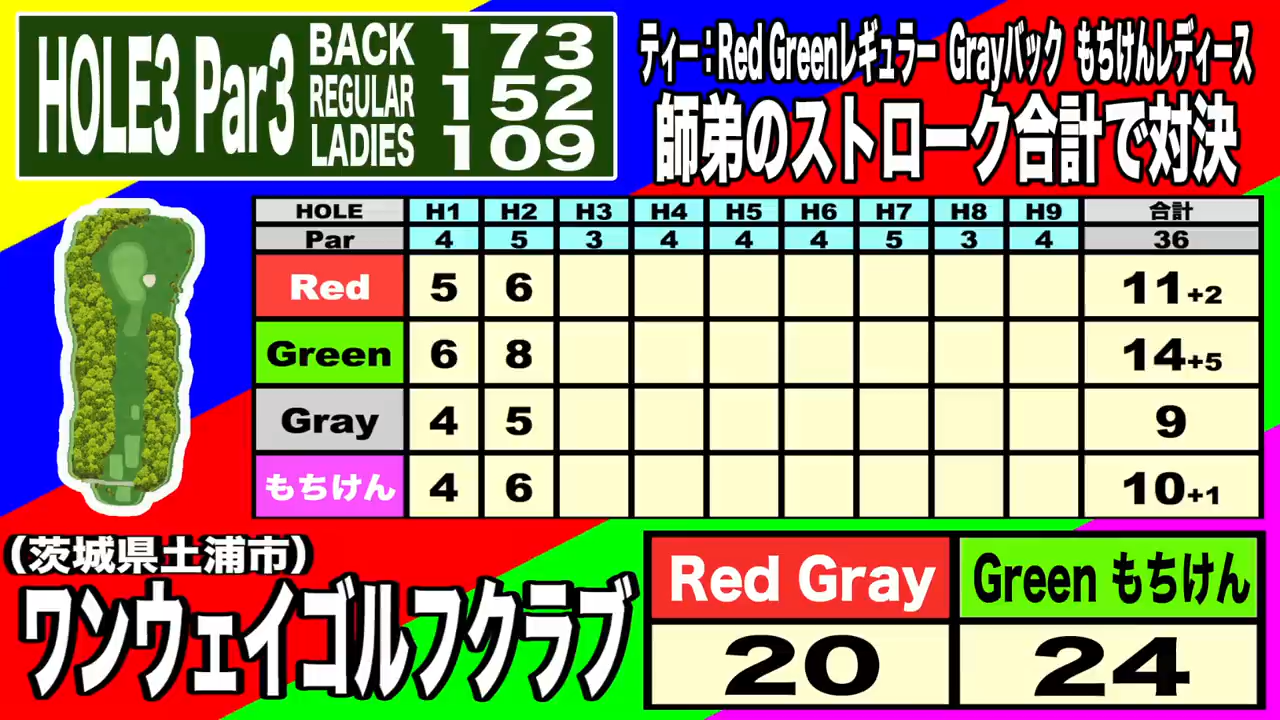 HOLE3 Par3
BACK 173
REGULAR 152
LADIES 109
ティー：Red Greenレギュラー Grayバック もちけんレディース
師弟のストローク合計で対決
HOLE H1 H2 H3 H4 H5 H6 H7 H8 H9 合計
Par 4 5 3 4 4 4 5 3 4 36
Red 5 6 11+2
Green 6 8 14+5
Gray 4 5 9
もちけん 4 6 10+1
(茨城県土浦市)
ワンウェイゴルフクラブ
Red Gray
20
Green もちけん
24